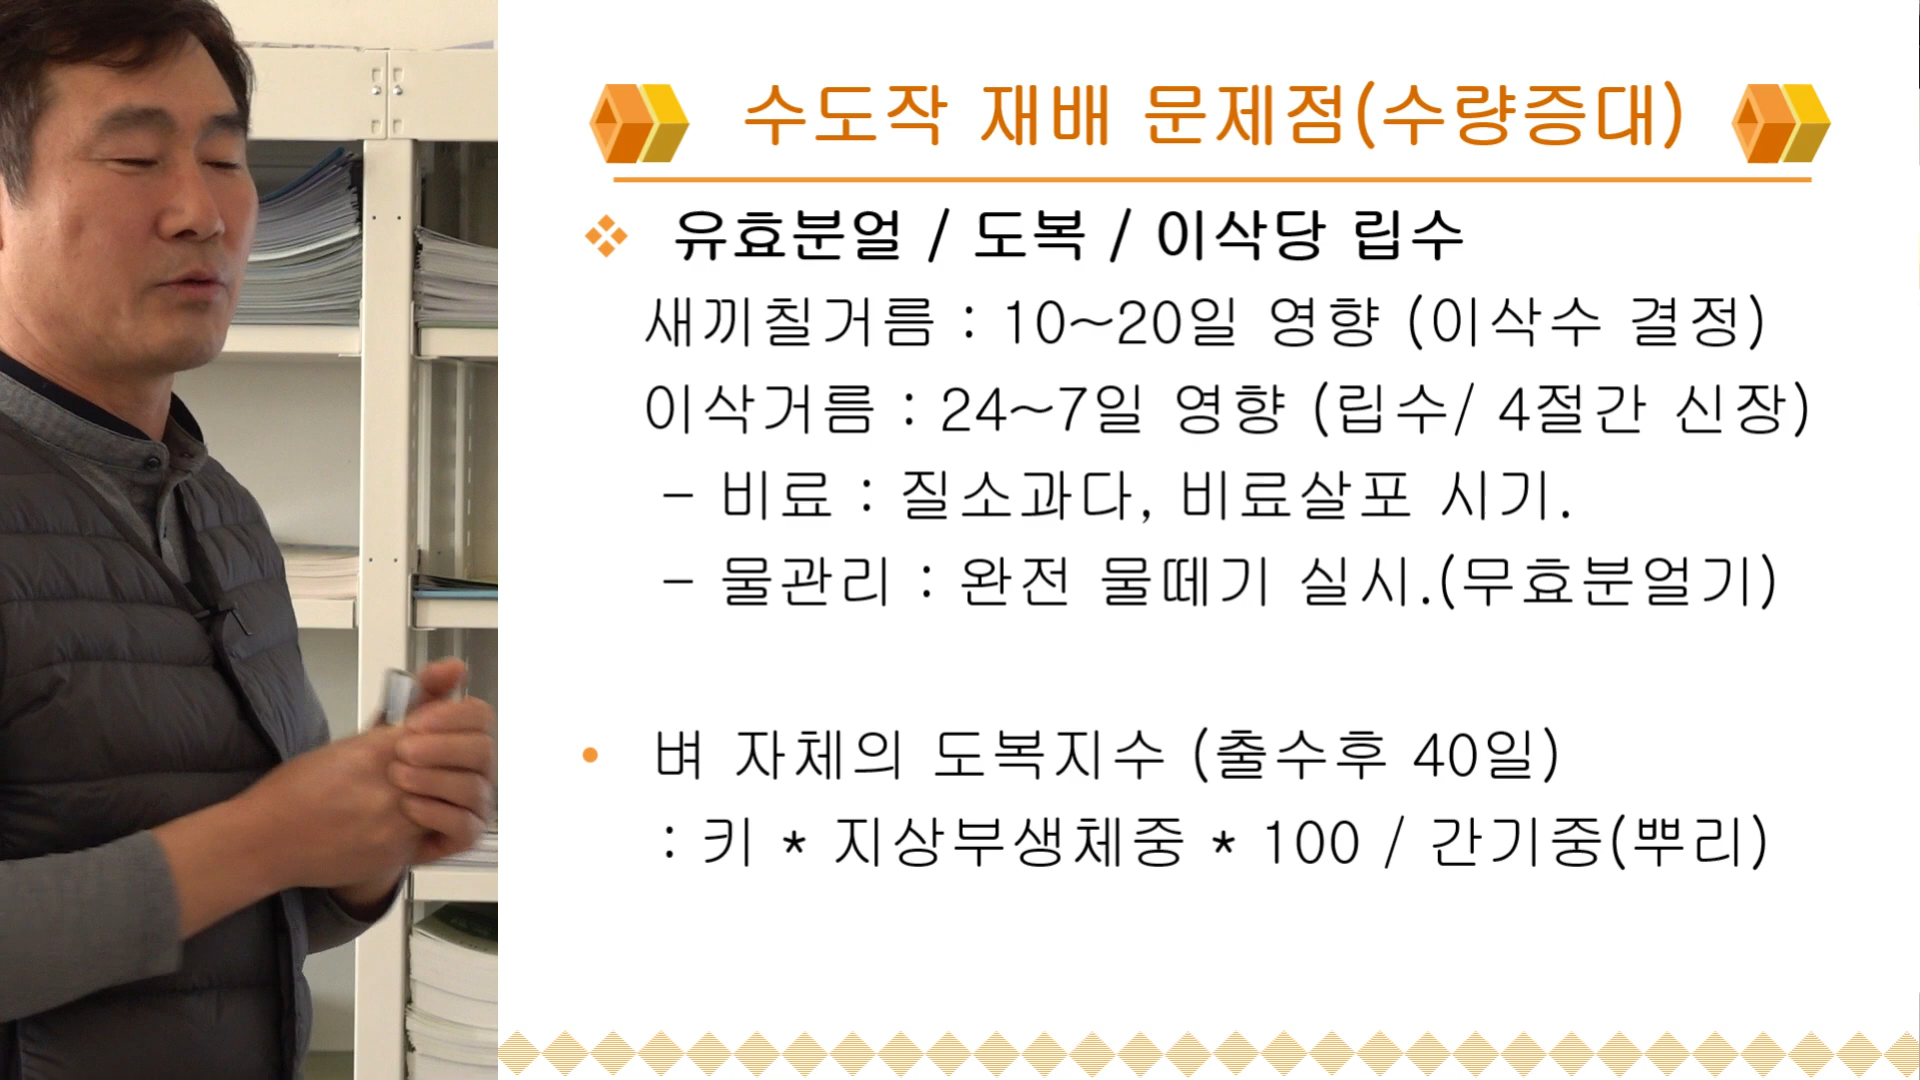 수도작 재배 문제점(수량증대)
유효분얼 / 도복 / 이삭당 립수
새끼칠거름 : 10~20일 영향 (이삭수 결정)
이삭거름 : 24~7일 영향 (립수/ 4절간 신장)
- 비료 : 질소과다, 비료살포 시기.
- 물관리 : 완전 물떼기 실시.(무효분얼기)
• 벼 자체의 도복지수 (출수후 40일)
: 키 * 지상부생체중 * 100 / 간기중(뿌리)